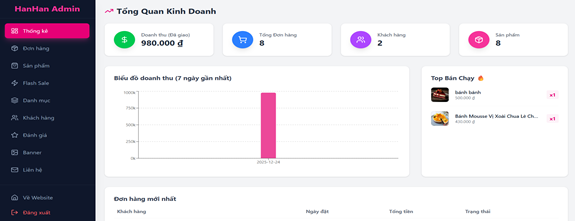 HanHan Admin
Thống kê
Đơn hàng
Sản phẩm
Flash Sale
Danh mục
Khách hàng
Đánh giá
Banner
Liên hệ
Về Website
Đăng xuất
Tổng Quan Kinh Doanh
Doanh thu (Đã giao)
980.000 ₫
Tổng Đơn hàng
8
Khách hàng
2
Sản phẩm
8
Biểu đồ doanh thu (7 ngày gần nhất)
1000k
750k
500k
250k
0k
2025-12-24
Top Bán Chạy
bánh bánh
x1
Bánh Mousse Vị Xoài Chua Lè Ch...
x1
Đơn hàng mới nhất
Khách hàng
Ngày đặt
Tổng tiền
Trạng thái